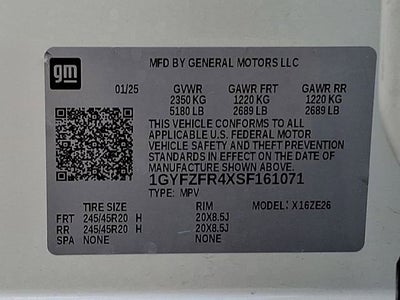 gm
MFD BY GENERAL MOTORS LLC
01/25 GVWR GAWR FRT GAWR RR
2350 KG 1220 KG 1220 KG
5180 LB 2689 LB 2689 LB
THIS VEHICLE CONFORMS TO ALL
APPLICABLE U.S. FEDERAL MOTOR
VEHICLE SAFETY AND THEFT PREVENTION
STANDARDS IN EFFECT ON THE DATE OF
MANUFACTURE SHOWN ABOVE.
1GYFZFR4XSF161071
TYPE: MPV
TIRE SIZE RIM MODEL: X16ZE26
FRT 245/45R20 H 20X8.5J
RR 245/45R20 H 20X8.5J
SPA NONE NONE